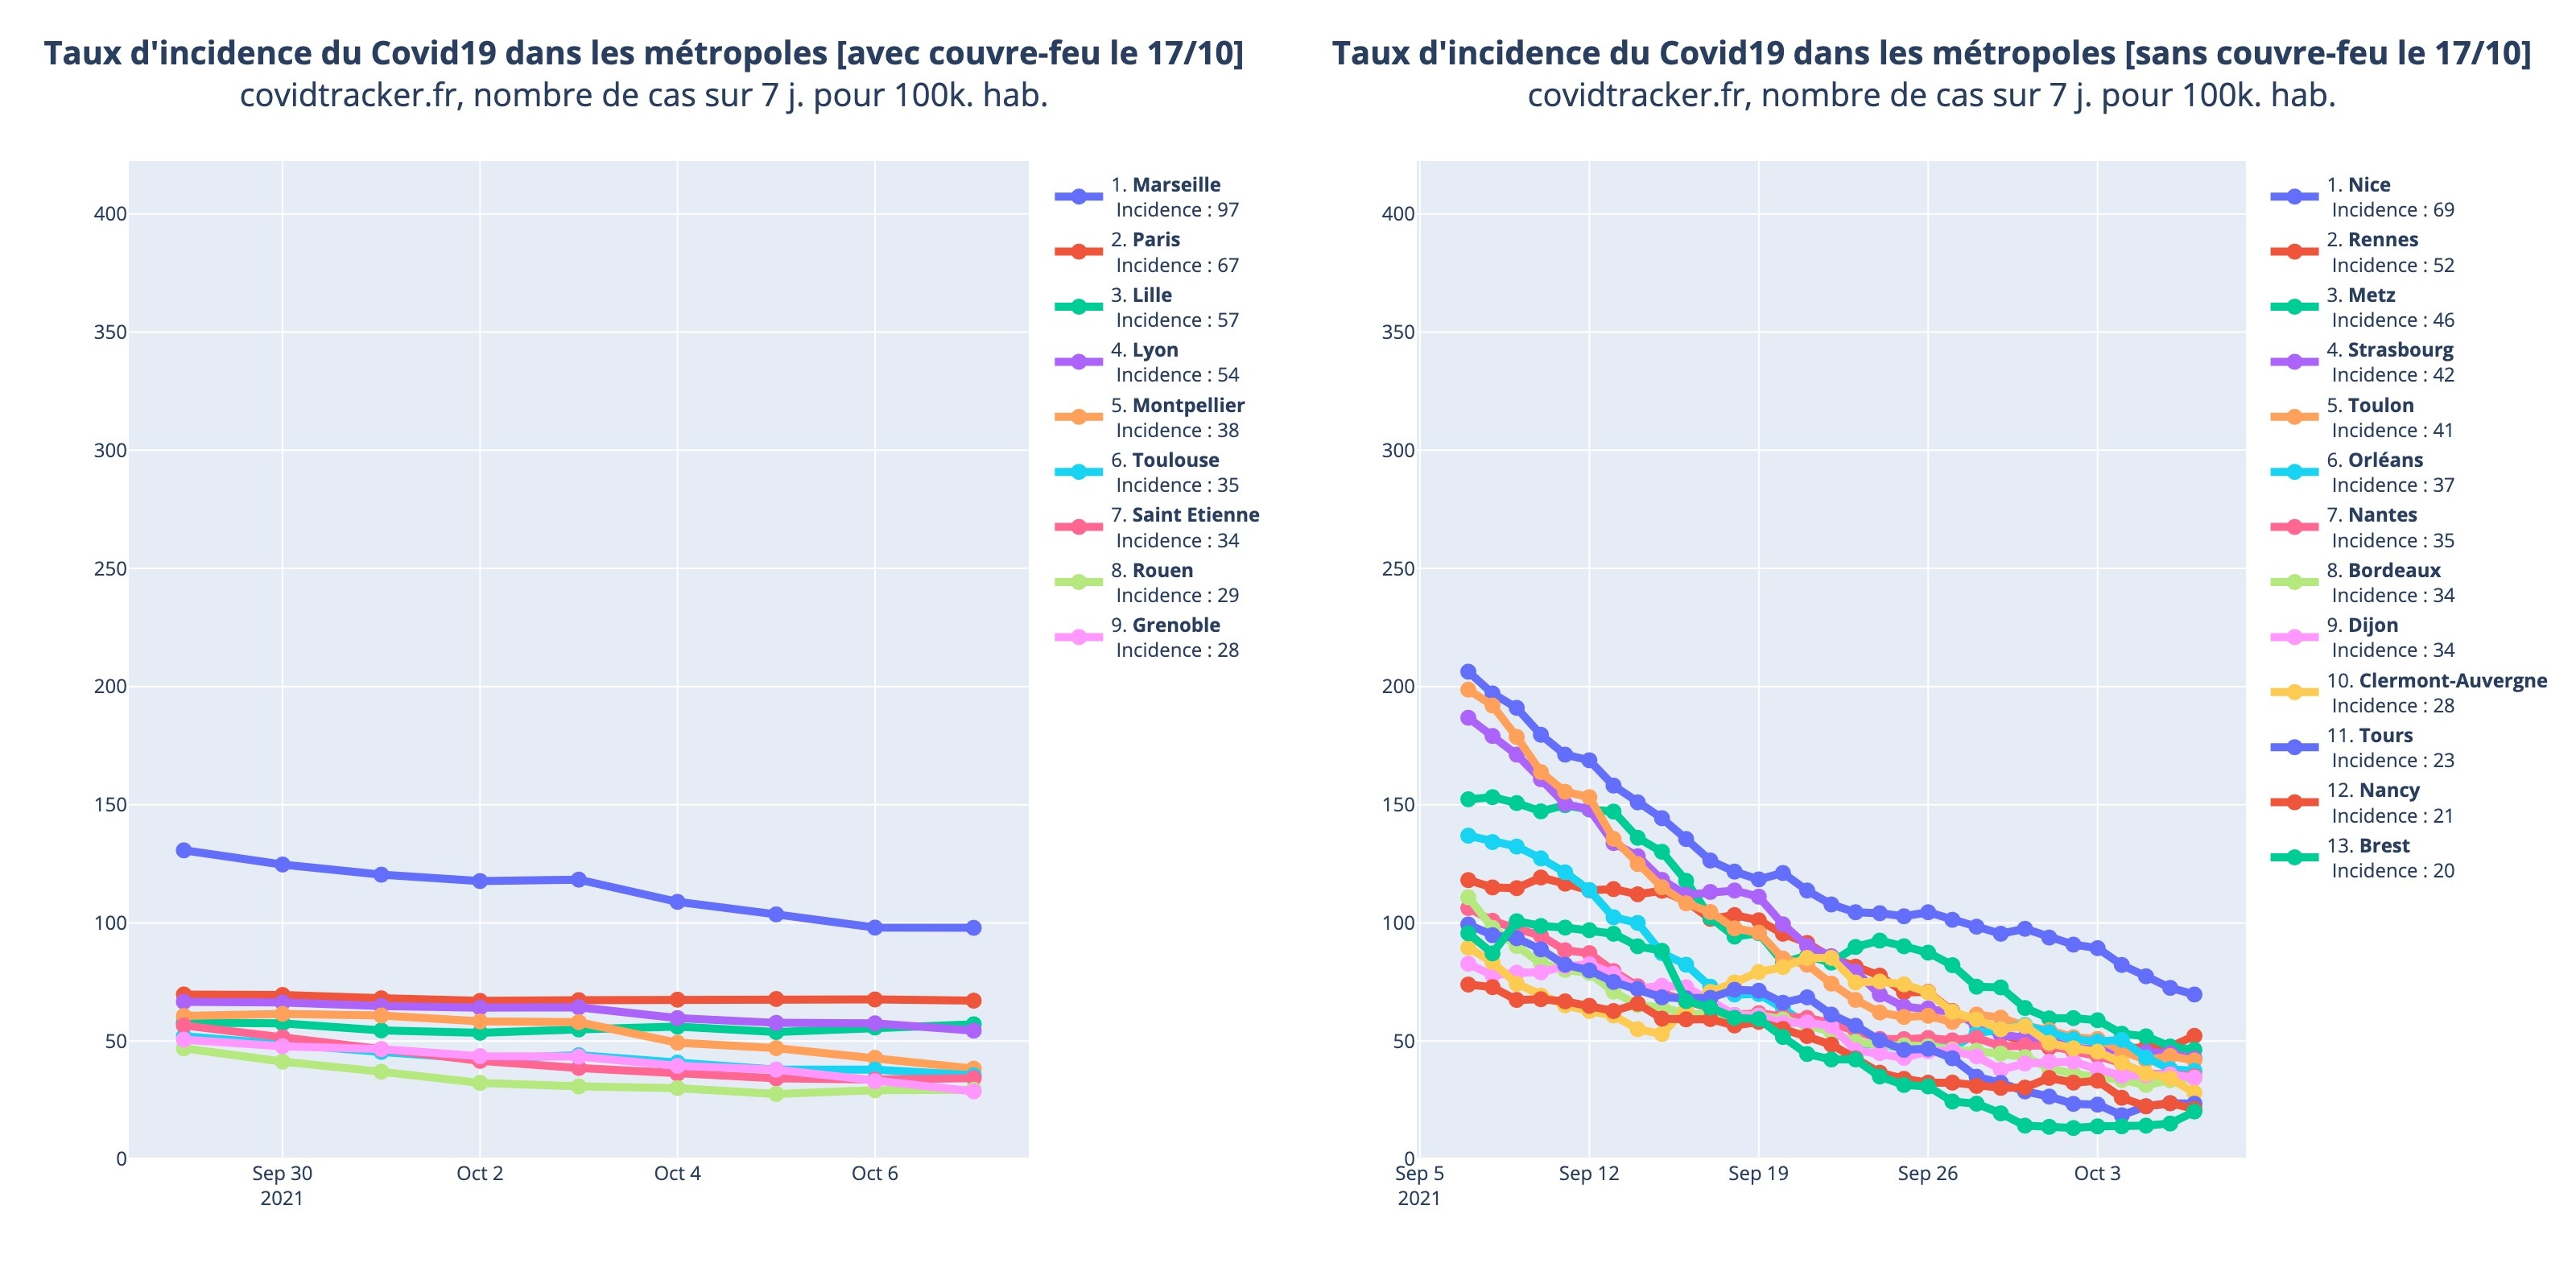 Taux d'incidence du Covid19 dans les métropoles [avec couvre-feu le 17/10]
covidtracker.fr, nombre de cas sur 7 j. pour 100k. hab.
400
350
300
250
200
150
100
50
0
Sep 30
2021
Oct 2
Oct 4
Oct 6
1. Marseille
Incidence : 97
2. Paris
Incidence : 67
3. Lille
Incidence : 57
4. Lyon
Incidence : 54
5. Montpellier
Incidence : 38
6. Toulouse
Incidence : 35
7. Saint Etienne
Incidence : 34
8. Rouen
Incidence : 29
9. Grenoble
Incidence : 28
Taux d'incidence du Covid19 dans les métropoles [sans couvre-feu le 17/10]
covidtracker.fr, nombre de cas sur 7 j. pour 100k. hab.
400
350
300
250
200
150
100
50
0
Sep 5
2021
Sep 12
Sep 19
Sep 26
Oct 3
1. Nice
Incidence : 69
2. Rennes
Incidence : 52
3. Metz
Incidence : 46
4. Strasbourg
Incidence : 42
5. Toulon
Incidence : 41
6. Orléans
Incidence : 37
7. Nantes
Incidence : 35
8. Bordeaux
Incidence : 34
9. Dijon
Incidence : 34
10. Clermont-Auvergne
Incidence : 28
11. Tours
Incidence : 23
12. Nancy
Incidence : 21
13. Brest
Incidence : 20